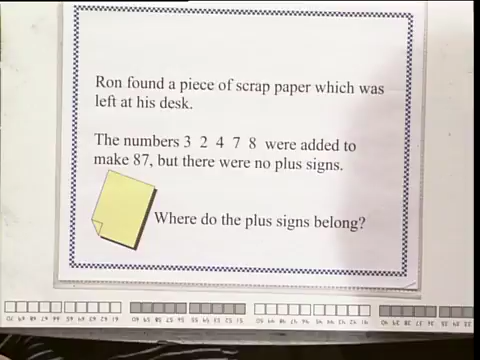 Ron found a piece of scrap paper which was
left at his desk.
The numbers 3 2 4 7 8 were added to
make 87, but there were no plus signs.
Where do the plus signs belong?